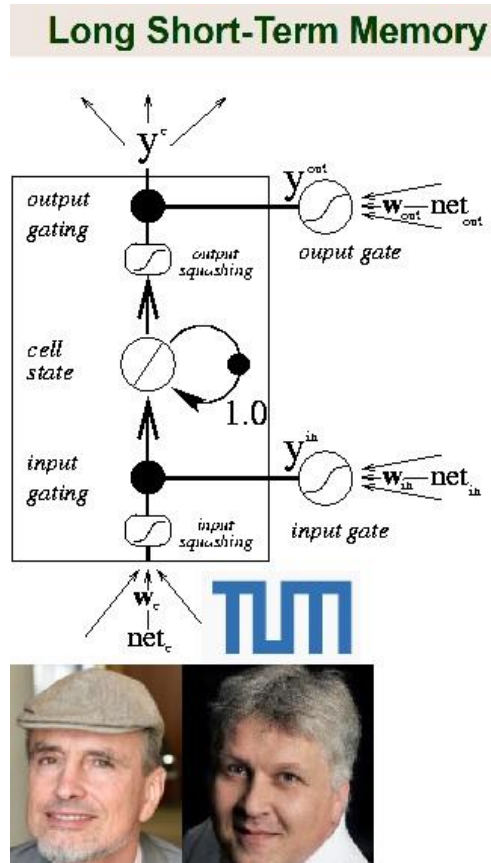 Long Short-Term Memory
y^c
output gating
y^out
w_out net_out
output squashing
ouput gate
cell state
1.0
input gating
y^in
w_in net_in
input squashing
input gate
w_c
net_c
TUM